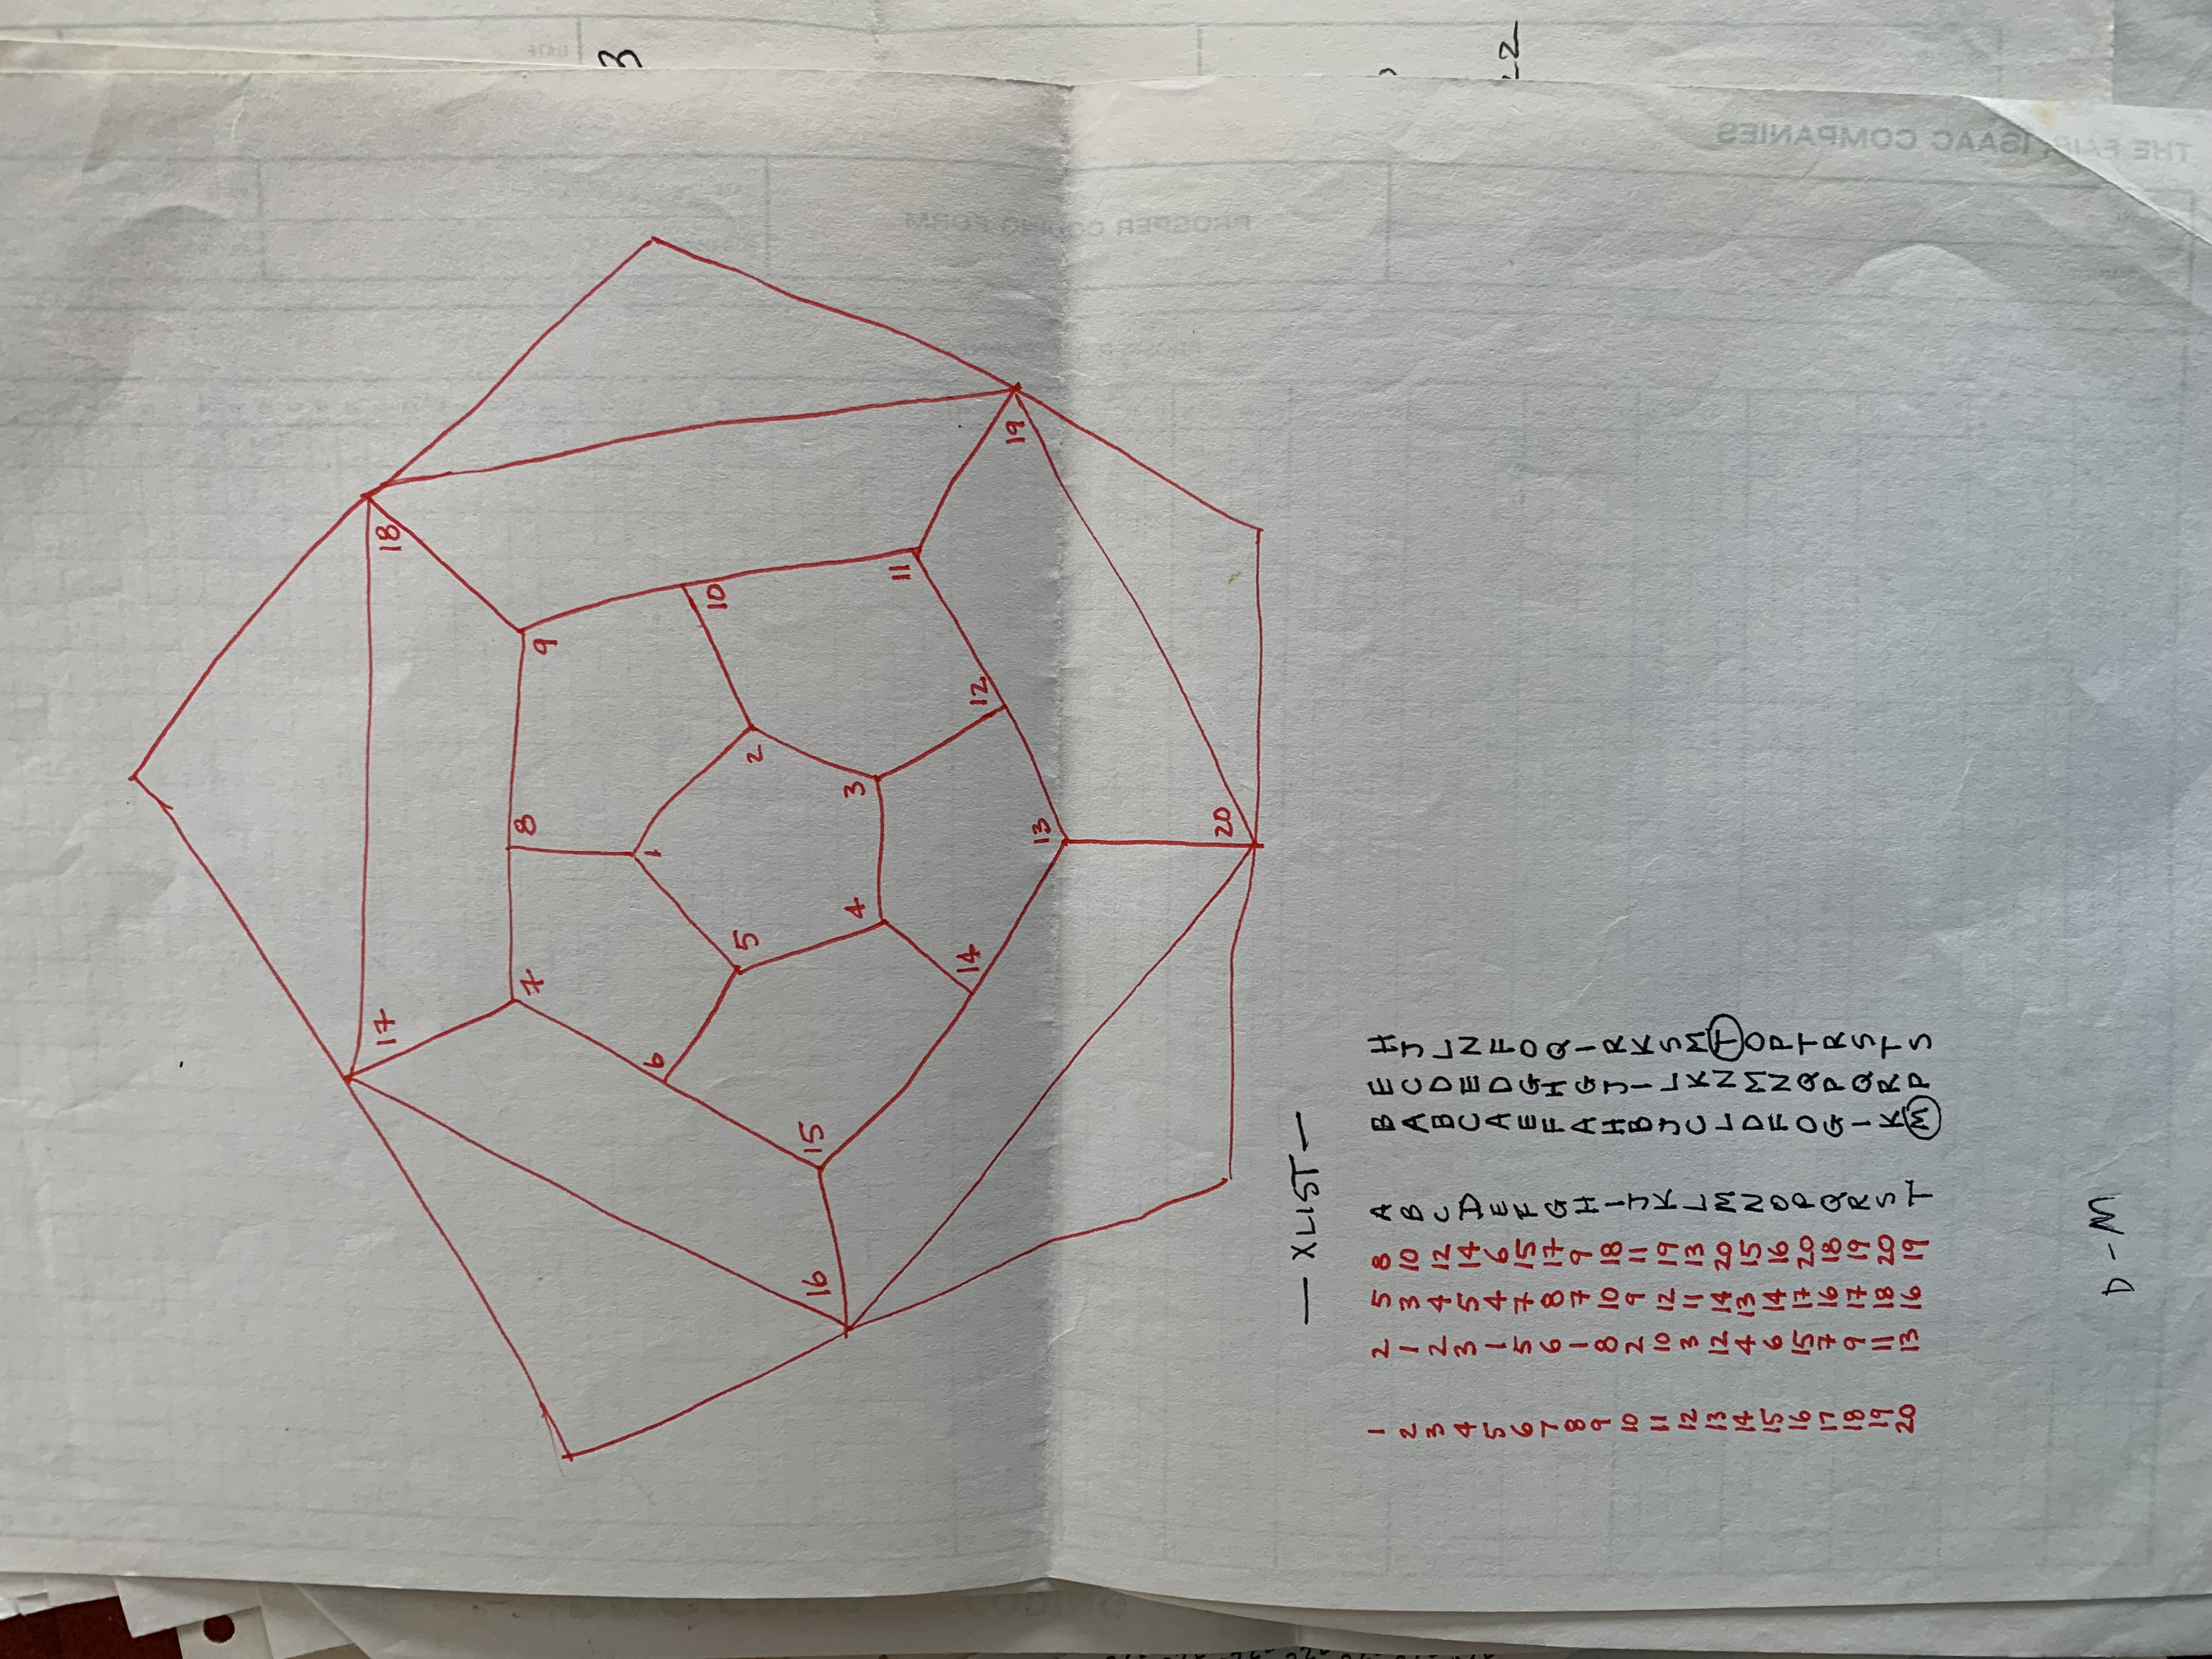 17 18
7 8 9
6 1
10
5 2
16 15
4 3
11
14 12
19
13
20
— XLIST —
1 2 5 8 A B E H
2 1 3 10 B A C J
3 2 4 12 C B D L
4 3 5 14 D C E N
5 1 4 6 E A D F
6 5 7 15 F E G O
7 6 8 17 G F H Q
8 1 7 9 H A G I
9 8 10 18 I H J R
10 2 9 11 J B I K
11 10 12 19 K J L S
12 3 11 13 L C K M
13 12 14 20 M L N T
14 4 13 15 N D M O
15 6 14 16 O F N P
16 15 17 20 P O Q T
17 7 16 18 Q G P R
18 9 17 19 R I Q S
19 11 18 20 S K R T
20 13 16 19 T M P S
D-M
THE FAIR ISAAC COMPANIES
3
DATE